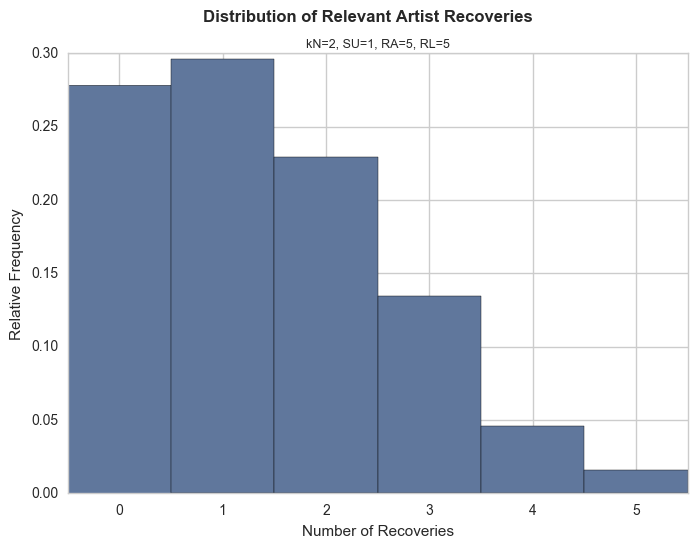 Distribution of Relevant Artist Recoveries
kN=2, SU=1, RA=5, RL=5
0.30
0.25
0.20
0.15
0.10
0.05
0.00
Relative Frequency
0 1 2 3 4 5
Number of Recoveries